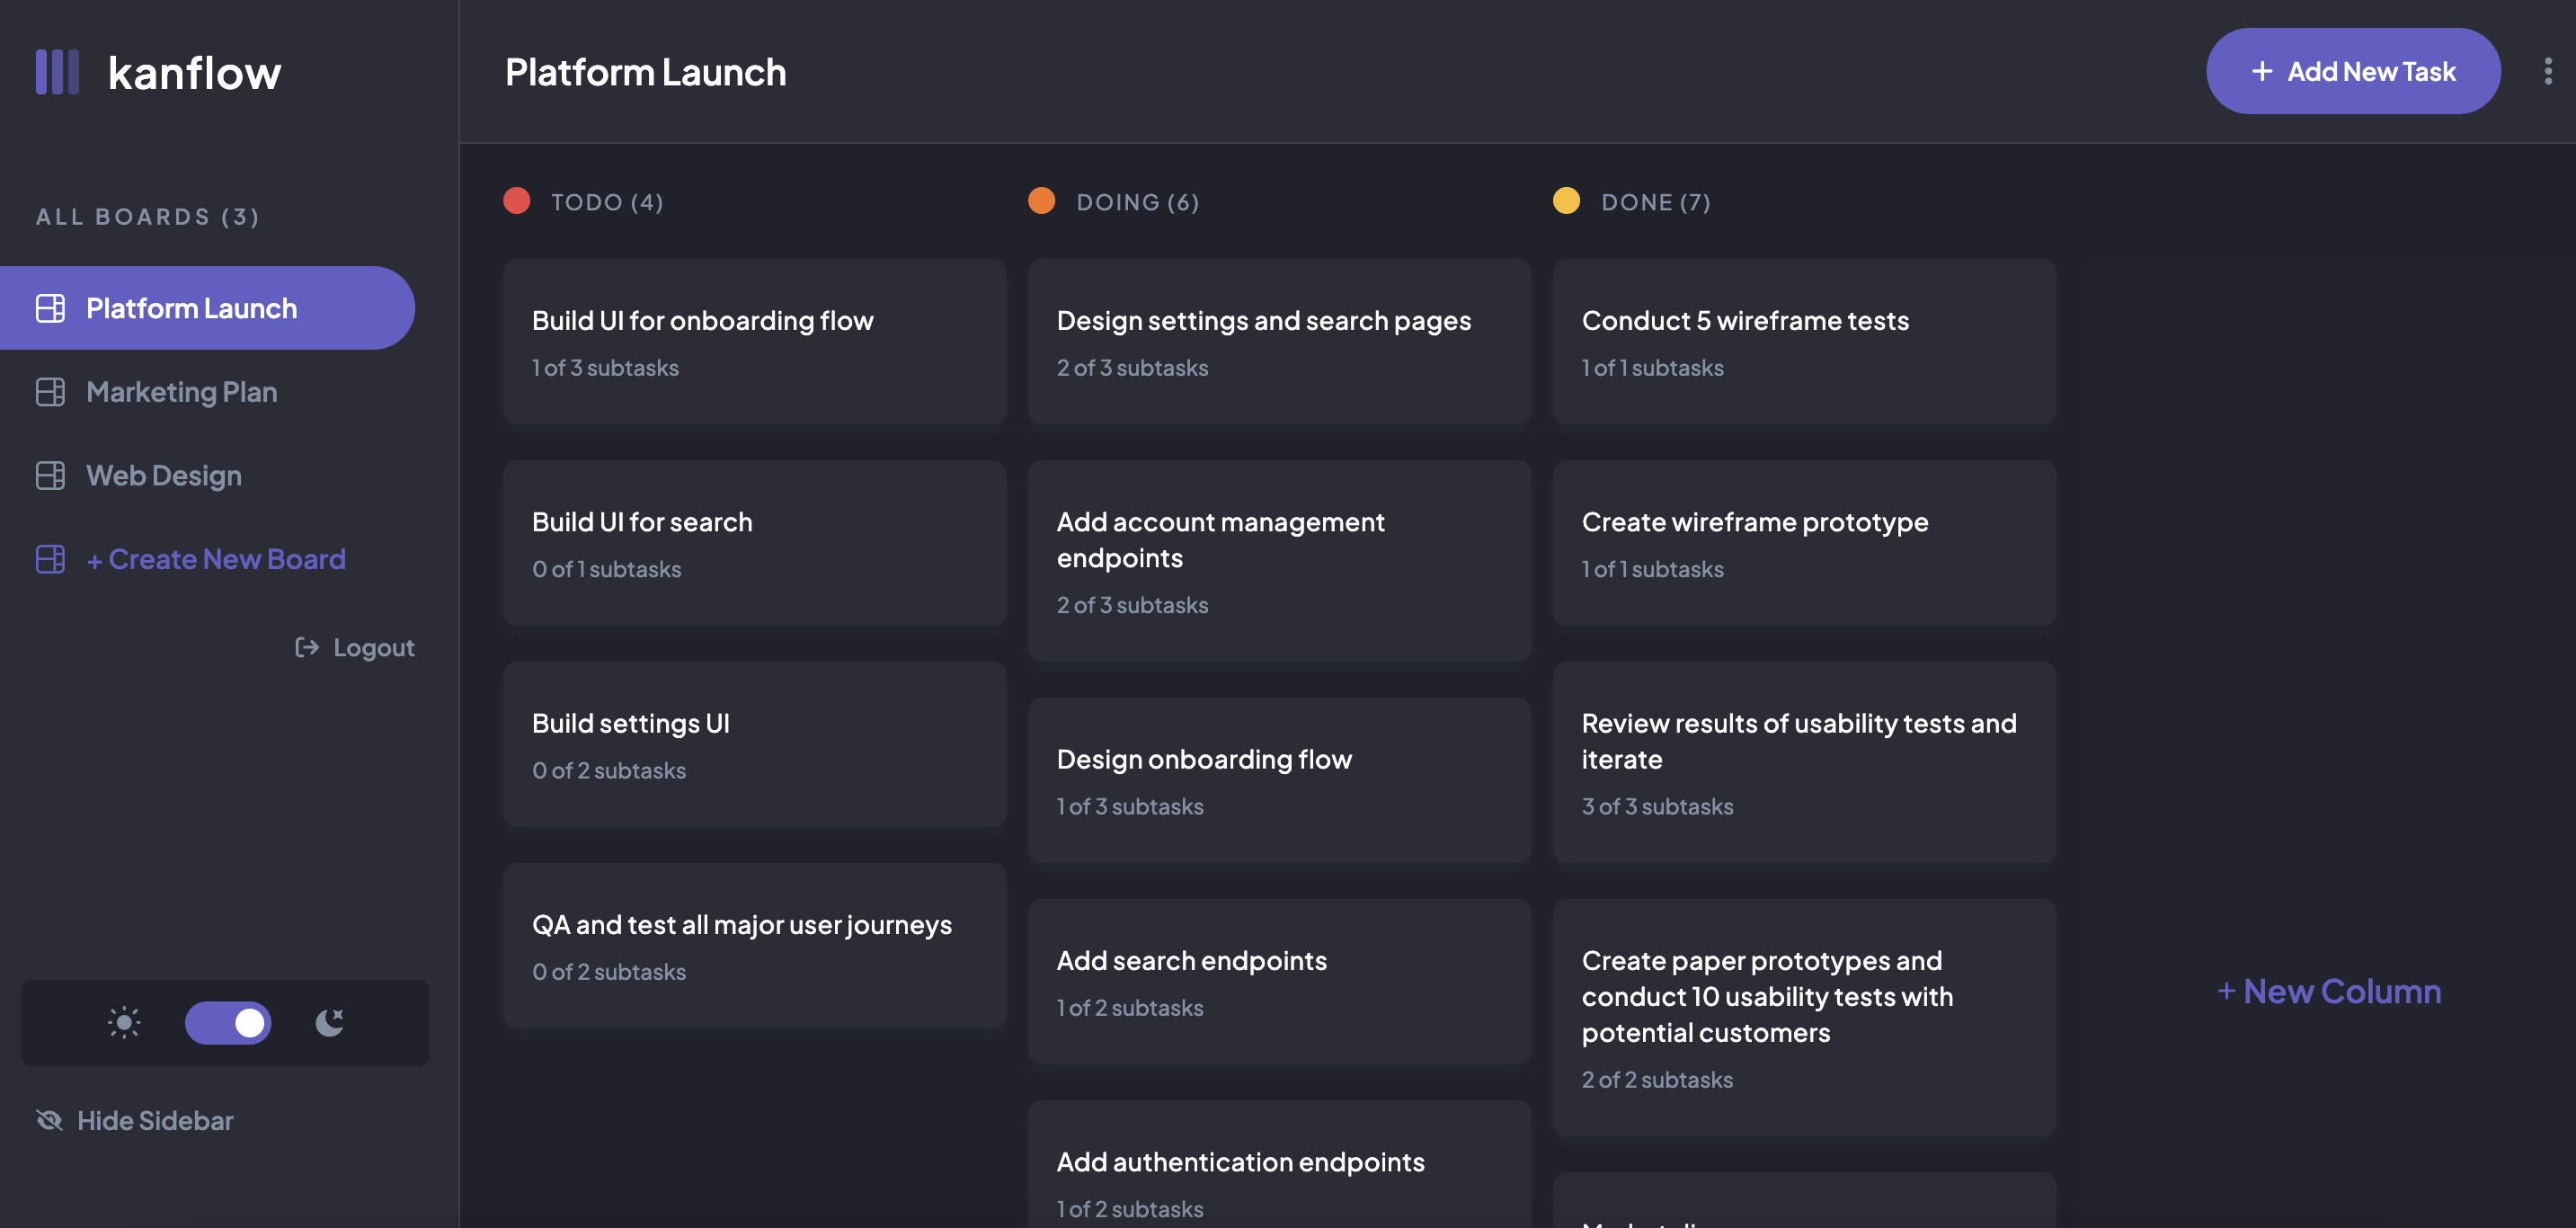 kanflow
ALL BOARDS (3)
Platform Launch
Marketing Plan
Web Design
+ Create New Board
Logout
Hide Sidebar
Platform Launch
+ Add New Task
TODO (4)
Build UI for onboarding flow
1 of 3 subtasks
Build UI for search
0 of 1 subtasks
Build settings UI
0 of 2 subtasks
QA and test all major user journeys
0 of 2 subtasks
DOING (6)
Design settings and search pages
2 of 3 subtasks
Add account management
endpoints
2 of 3 subtasks
Design onboarding flow
1 of 3 subtasks
Add search endpoints
1 of 2 subtasks
Add authentication endpoints
1 of 2 subtasks
DONE (7)
Conduct 5 wireframe tests
1 of 1 subtasks
Create wireframe prototype
1 of 1 subtasks
Review results of usability tests and
iterate
3 of 3 subtasks
Create paper prototypes and
conduct 10 usability tests with
potential customers
2 of 2 subtasks
+ New Column